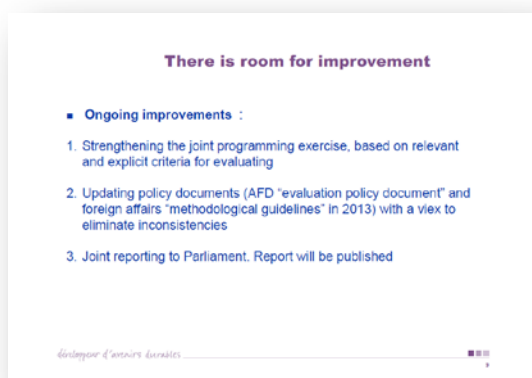 There is room for improvement
■ Ongoing improvements :
1. Strengthening the joint programming exercise, based on relevant
and explicit criteria for evaluating
2. Updating policy documents (AFD "evaluation policy document" and
foreign affairs "methodological guidelines" in 2013) with a viex to
eliminate inconsistencies
3. Joint reporting to Parliament. Report will be published
développeur d'avenirs durables